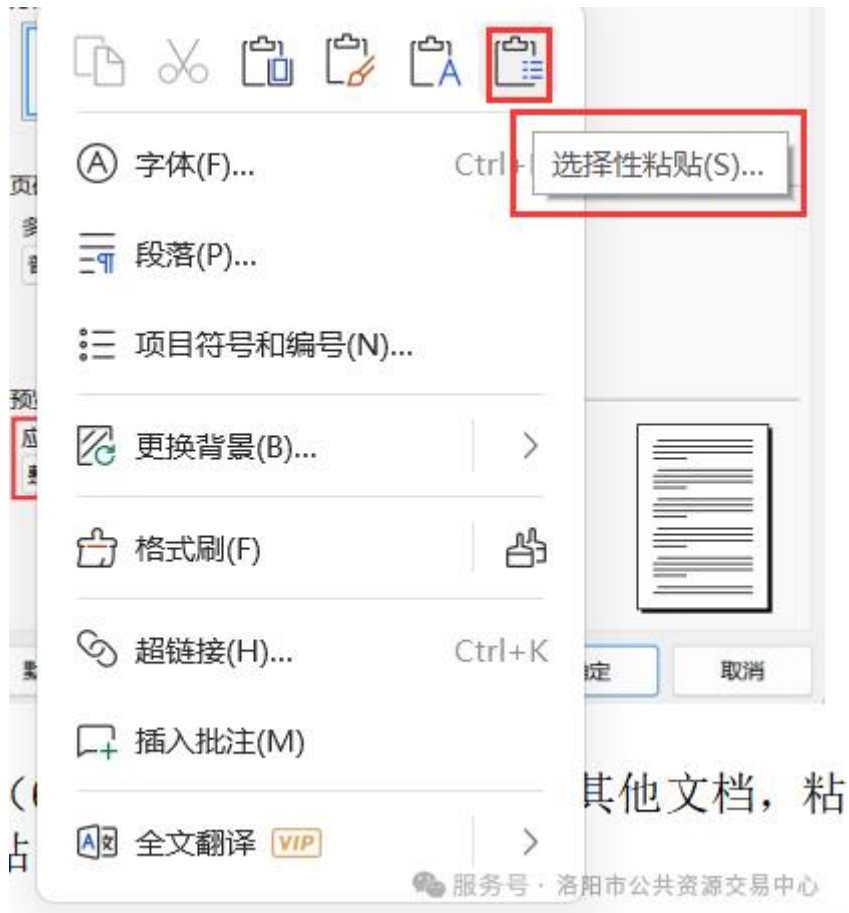 字体(F)...
Ctrl+
选择性粘贴(S)...
段落(P)...
项目符号和编号(N)...
更换背景(B)...
格式刷(F)
超链接(H)...
Ctrl+K
定
取消
插入批注(M)
其他文档，粘
全文翻译 VIP
服务号 · 洛阳市公共资源交易中心